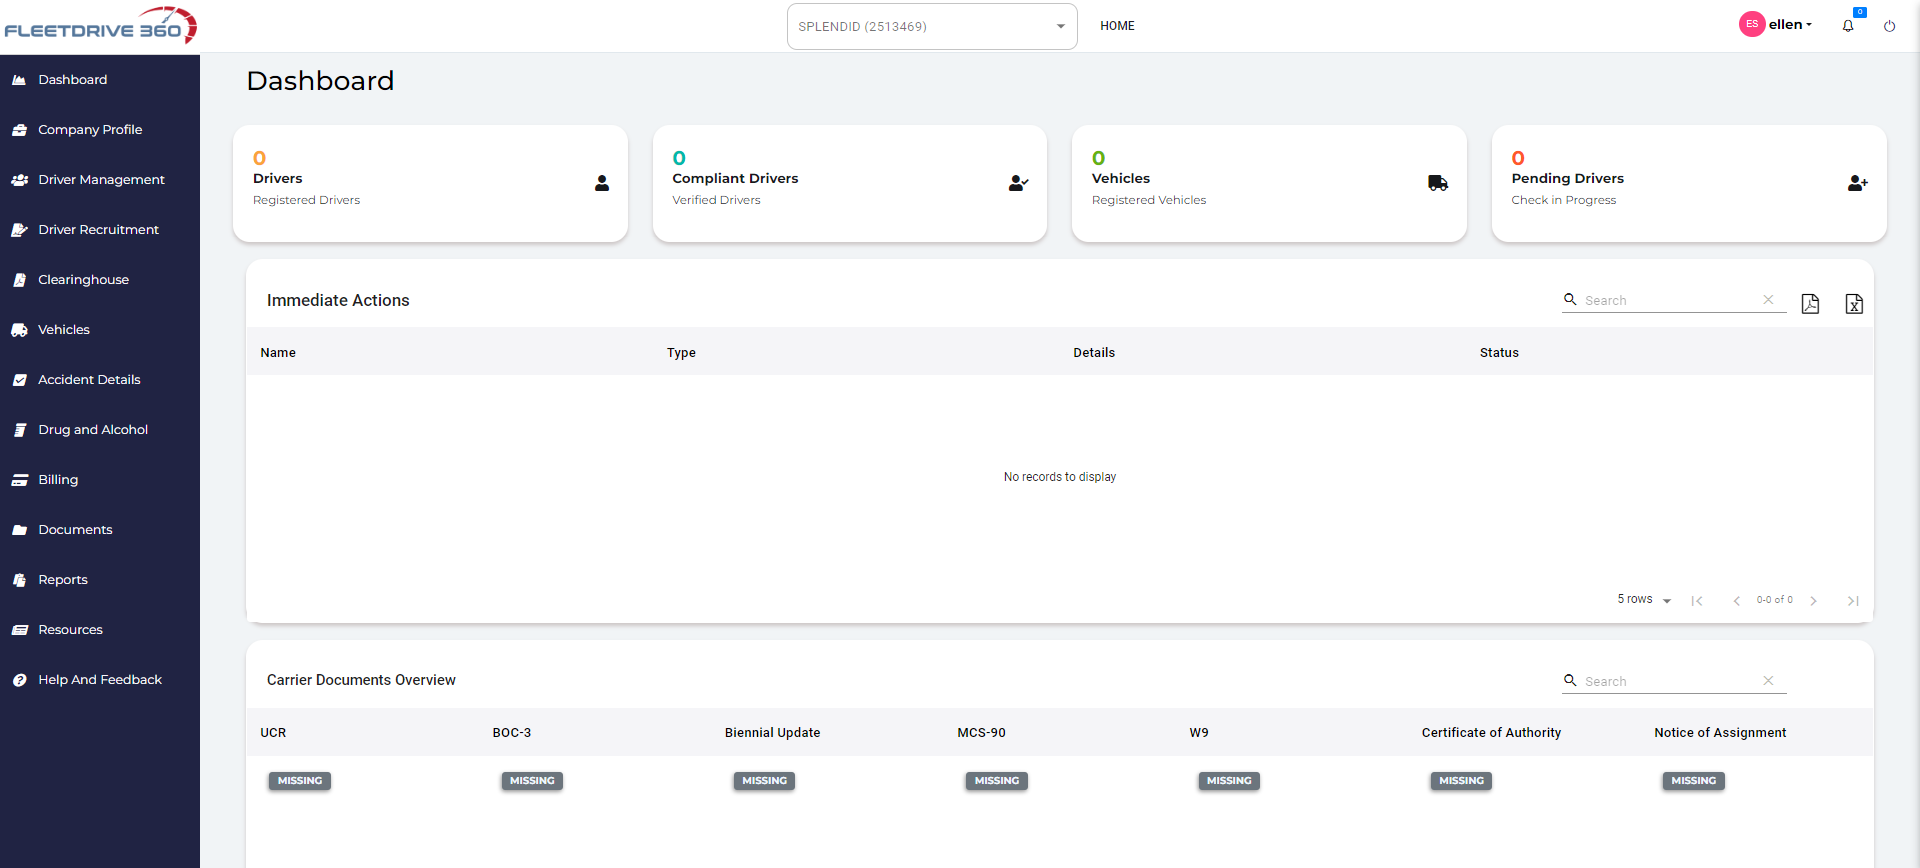 FLEETDRIVE 360
SPLENDID (2513469)
HOME
ES
ellen
0
Dashboard
Company Profile
Driver Management
Driver Recruitment
Clearinghouse
Vehicles
Accident Details
Drug and Alcohol
Billing
Documents
Reports
Resources
Help And Feedback
Dashboard
0
Drivers
Registered Drivers
0
Compliant Drivers
Verified Drivers
0
Vehicles
Registered Vehicles
0
Pending Drivers
Check in Progress
Immediate Actions
Search
Name Type Details Status
No records to display
5 rows 0-0 of 0
Carrier Documents Overview
Search
UCR BOC-3 Biennial Update MCS-90 W9 Certificate of Authority Notice of Assignment
MISSING MISSING MISSING MISSING MISSING MISSING MISSING